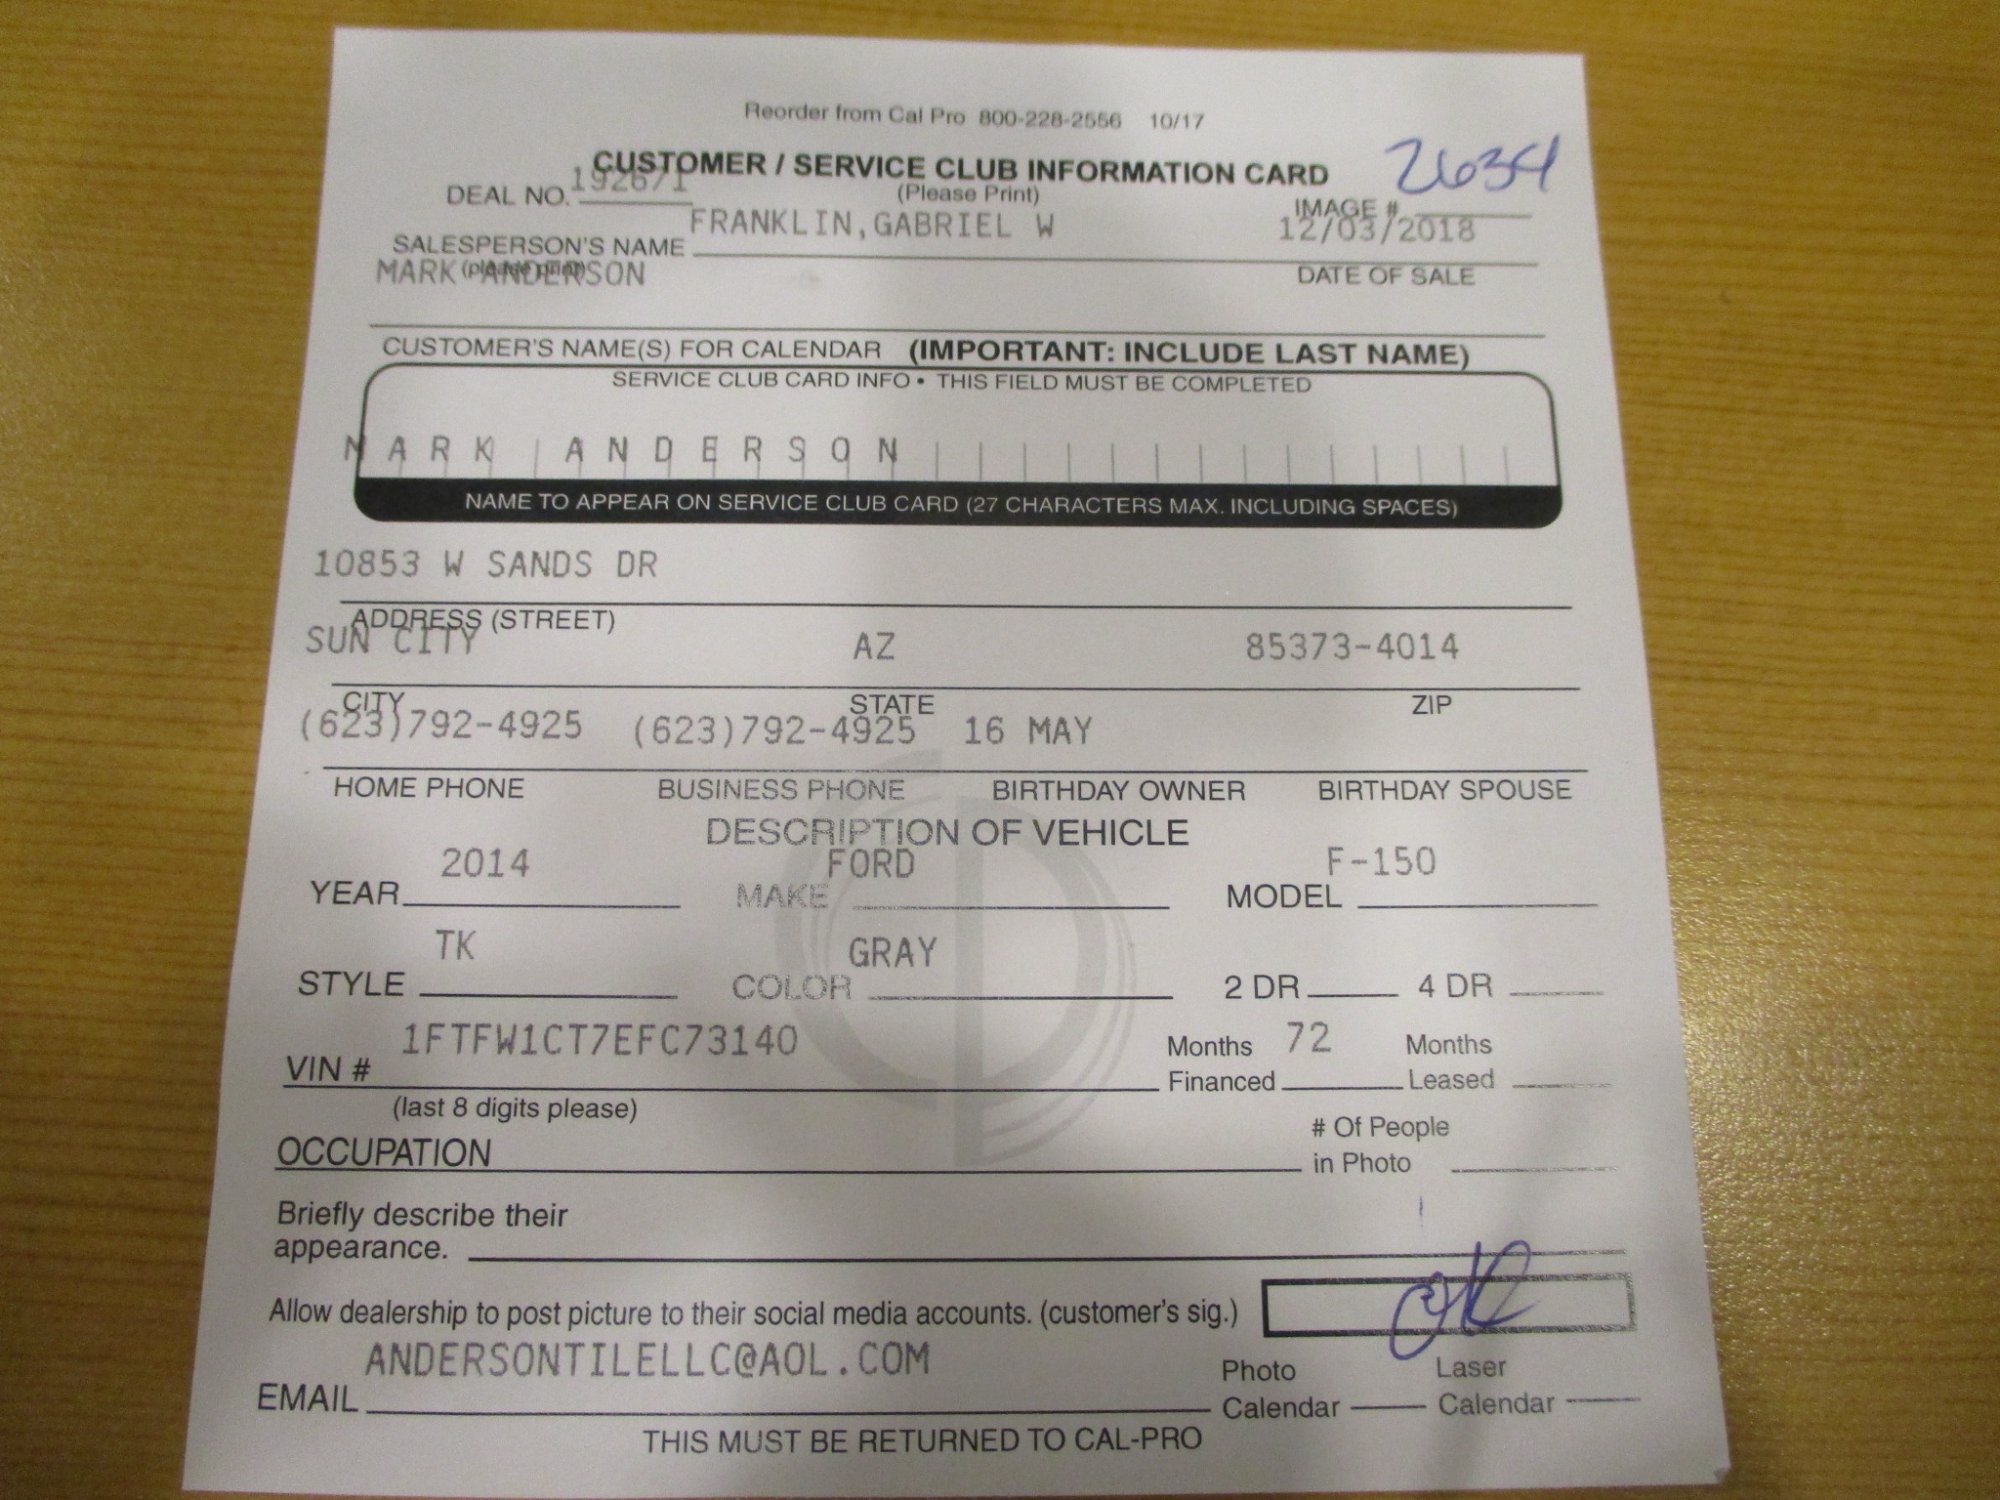 Reorder from Cal Pro 800-228-2556 10/17
CUSTOMER / SERVICE CLUB INFORMATION CARD
2634
DEAL NO. 192671
(Please Print)
IMAGE #
SALESPERSON'S NAME FRANKLIN,GABRIEL W 12/03/2018
(please print)
MARK ANDERSON
DATE OF SALE
CUSTOMER'S NAME(S) FOR CALENDAR (IMPORTANT: INCLUDE LAST NAME)
SERVICE CLUB CARD INFO • THIS FIELD MUST BE COMPLETED
MARK ANDERSON
NAME TO APPEAR ON SERVICE CLUB CARD (27 CHARACTERS MAX. INCLUDING SPACES)
10853 W SANDS DR
ADDRESS (STREET)
SUN CITY AZ 85373-4014
CITY STATE ZIP
(623)792-4925 (623)792-4925 16 MAY
HOME PHONE BUSINESS PHONE BIRTHDAY OWNER BIRTHDAY SPOUSE
DESCRIPTION OF VEHICLE
YEAR 2014 MAKE FORD MODEL F-150
STYLE TK COLOR GRAY 2 DR 4 DR
VIN # 1FTFW1CT7EFC73140
Months Financed 72 Months Leased
(last 8 digits please)
OCCUPATION
# Of People in Photo
Briefly describe their
appearance.
Allow dealership to post picture to their social media accounts. (customer's sig.)
EMAIL ANDERSONTILELLC@AOL.COM
Photo Calendar Laser Calendar
THIS MUST BE RETURNED TO CAL-PRO